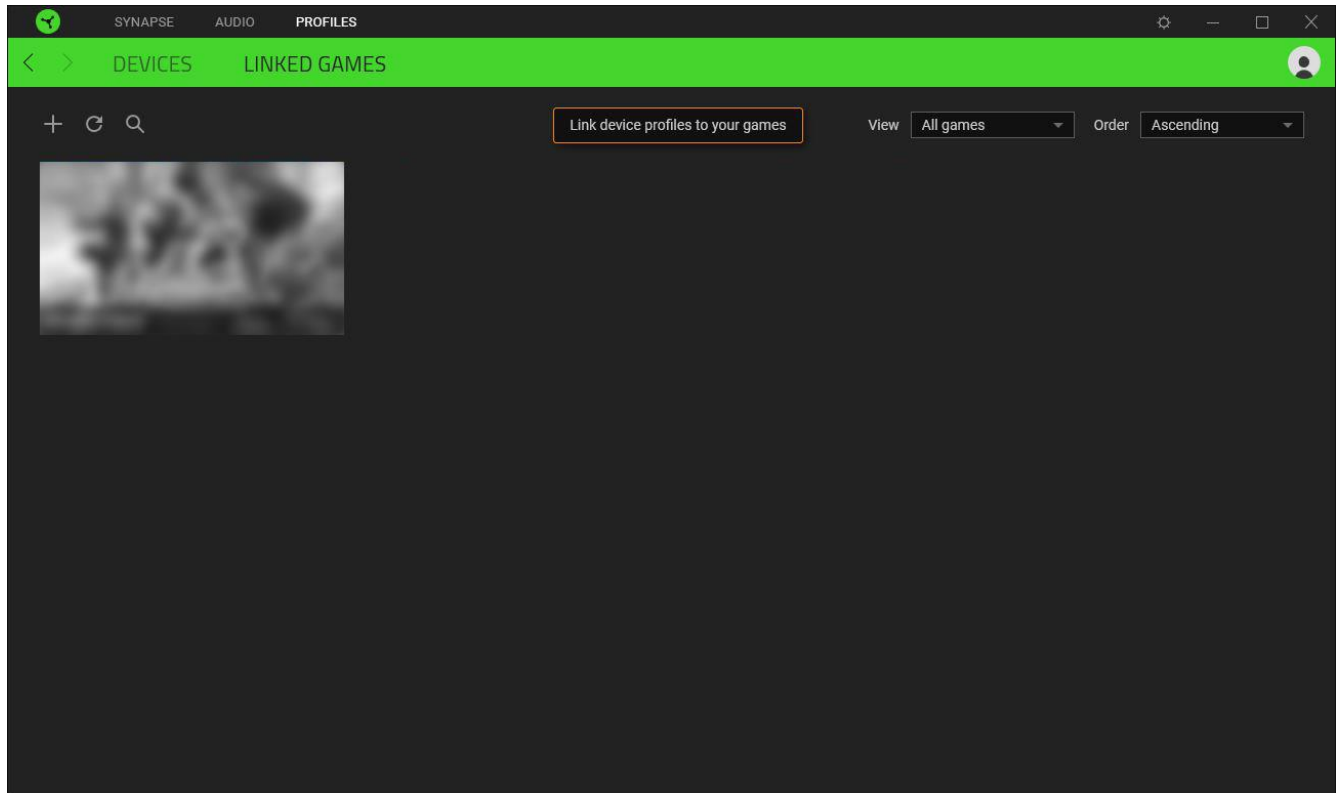 SYNAPSE AUDIO PROFILES
DEVICES LINKED GAMES
Link device profiles to your games View All games Order Ascending